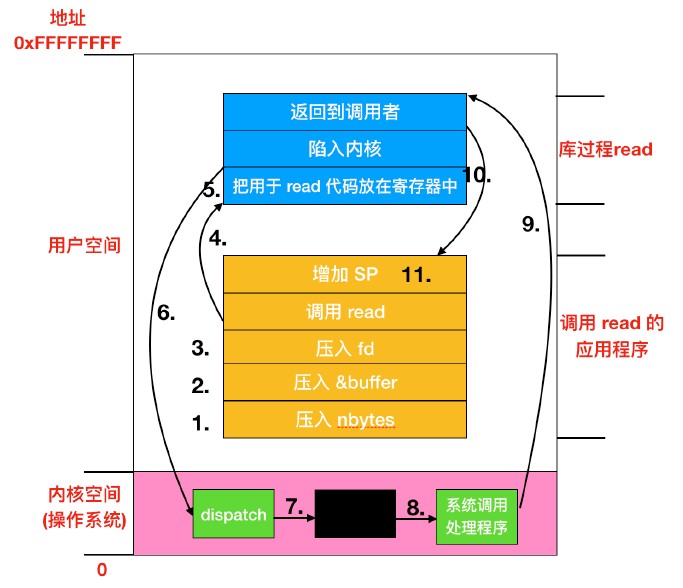 地址
0xFFFFFFFF
返回到调用者
陷入内核
库过程read
10.
5.
把用于 read 代码放在寄存器中
9.
4.
用户空间
增加 SP
11.
6.
调用 read
调用 read 的
应用程序
3.
压入 fd
2.
压入 &buffer
1.
压入 nbytes
内核空间
(操作系统)
dispatch
7.
8.
系统调用
处理程序
0